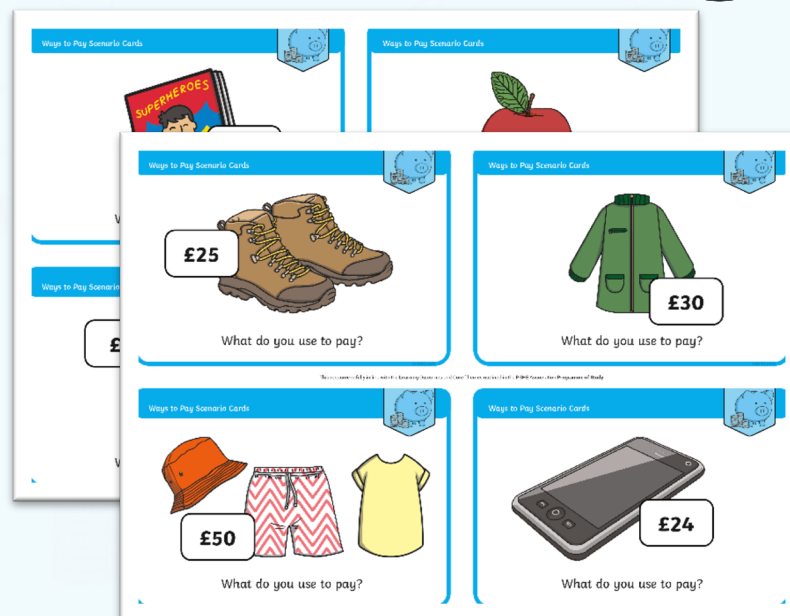 Ways to Pay Scenario Cards
Ways to Pay Scenario Cards
SUPERHEROES
Ways to Pay Scenario
£
Ways to Pay Scenario Cards
Ways to Pay Scenario Cards
£25
£30
What do you use to pay?
What do you use to pay?
Ways to Pay Scenario Cards
Ways to Pay Scenario Cards
£50
£24
What do you use to pay?
What do you use to pay?